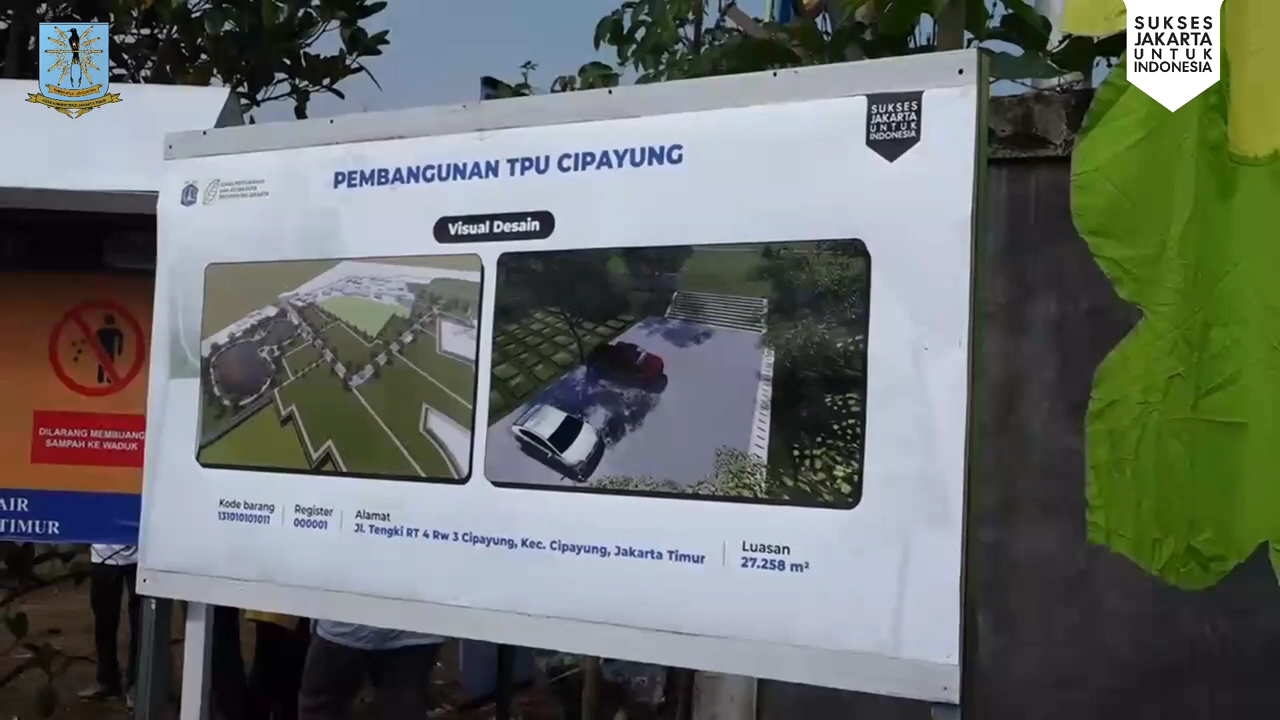 SUKSES
JAKARTA
UNTUK
INDONESIA
SUKSES
JAKARTA
UNTUK
INDONESIA
PEMBANGUNAN TPU CIPAYUNG
Visual Desain
DILARANG MEMBUANG
SAMPAH KE WADUK
AIR
TIMUR
Kode barang
131010101011
Register
000001
Alamat
Jl. Tengki RT 4 Rw 3 Cipayung, Kec. Cipayung, Jakarta Timur
Luasan
27.258 m²